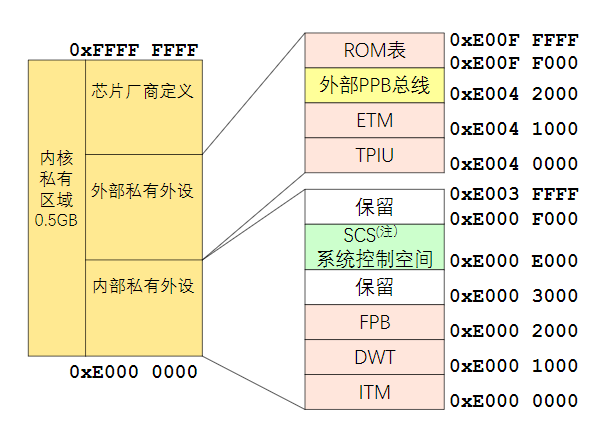 0xFFFF FFFF
芯片厂商定义
内核
私有
区域
0.5GB
外部私有外设
内部私有外设
0xE000 0000
ROM表
外部PPB总线
ETM
TPIU
0xE00F FFFF
0xE00F F000
0xE004 2000
0xE004 1000
0xE004 0000
保留
SCS(注)
系统控制空间
保留
FPB
DWT
ITM
0xE003 FFFF
0xE000 F000
0xE000 E000
0xE000 3000
0xE000 2000
0xE000 1000
0xE000 0000